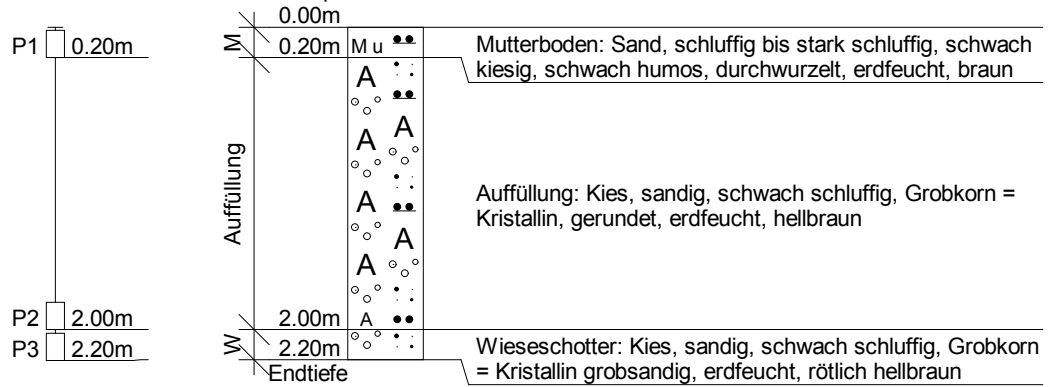 0.00m
P1 0.20m M 0.20m Mu Mutterboden: Sand, schluffig bis stark schluffig, schwach
kiesig, schwach humos, durchwurzelt, erdfeucht, braun
A
A
A
Auffüllung A Auffüllung: Kies, sandig, schwach schluffig, Grobkorn =
Kristallin, gerundet, erdfeucht, hellbraun
A
A
P2 2.00m 2.00m A
P3 2.20m W 2.20m Wieseschotter: Kies, sandig, schwach schluffig, Grobkorn
Endtiefe = Kristallin grobsandig, erdfeucht, rötlich hellbraun